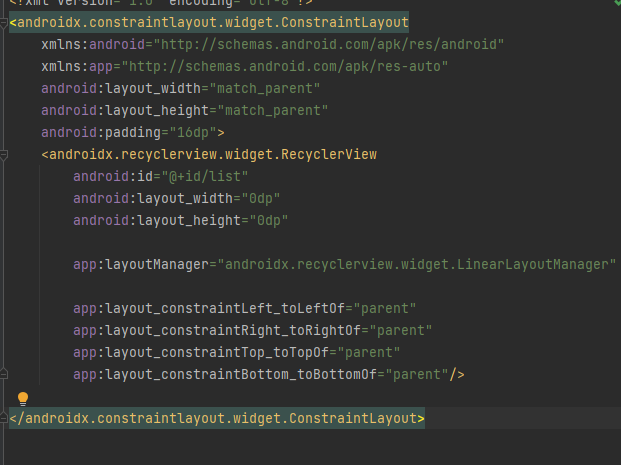 <?xml version="1.0" encoding="utf-8"?>
<androidx.constraintlayout.widget.ConstraintLayout
xmlns:android="http://schemas.android.com/apk/res/android"
xmlns:app="http://schemas.android.com/apk/res-auto"
android:layout_width="match_parent"
android:layout_height="match_parent"
android:padding="16dp">
<androidx.recyclerview.widget.RecyclerView
android:id="@+id/list"
android:layout_width="0dp"
android:layout_height="0dp"
app:layoutManager="androidx.recyclerview.widget.LinearLayoutManager"
app:layout_constraintLeft_toLeftOf="parent"
app:layout_constraintRight_toRightOf="parent"
app:layout_constraintTop_toTopOf="parent"
app:layout_constraintBottom_toBottomOf="parent"/>
</androidx.constraintlayout.widget.ConstraintLayout>